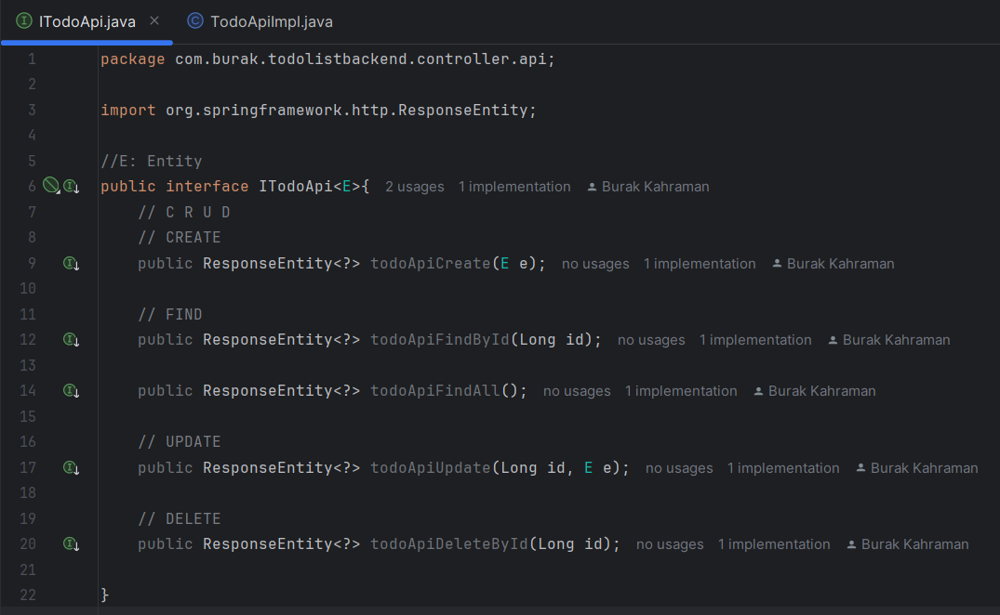 ITodoApi.java TodoApiImpl.java
1 package com.burak.todolistbackend.controller.api;
2
3 import org.springframework.http.ResponseEntity;
4
5 //E: Entity
6 public interface ITodoApi<E>{ 2 usages 1 implementation Burak Kahraman
7 // C R U D
8 // CREATE
9 public ResponseEntity<?> todoApiCreate(E e); no usages 1 implementation Burak Kahraman
10
11 // FIND
12 public ResponseEntity<?> todoApiFindById(Long id); no usages 1 implementation Burak Kahraman
13
14 public ResponseEntity<?> todoApiFindAll(); no usages 1 implementation Burak Kahraman
15
16 // UPDATE
17 public ResponseEntity<?> todoApiUpdate(Long id, E e); no usages 1 implementation Burak Kahraman
18
19 // DELETE
20 public ResponseEntity<?> todoApiDeleteById(Long id); no usages 1 implementation Burak Kahraman
21
22 }